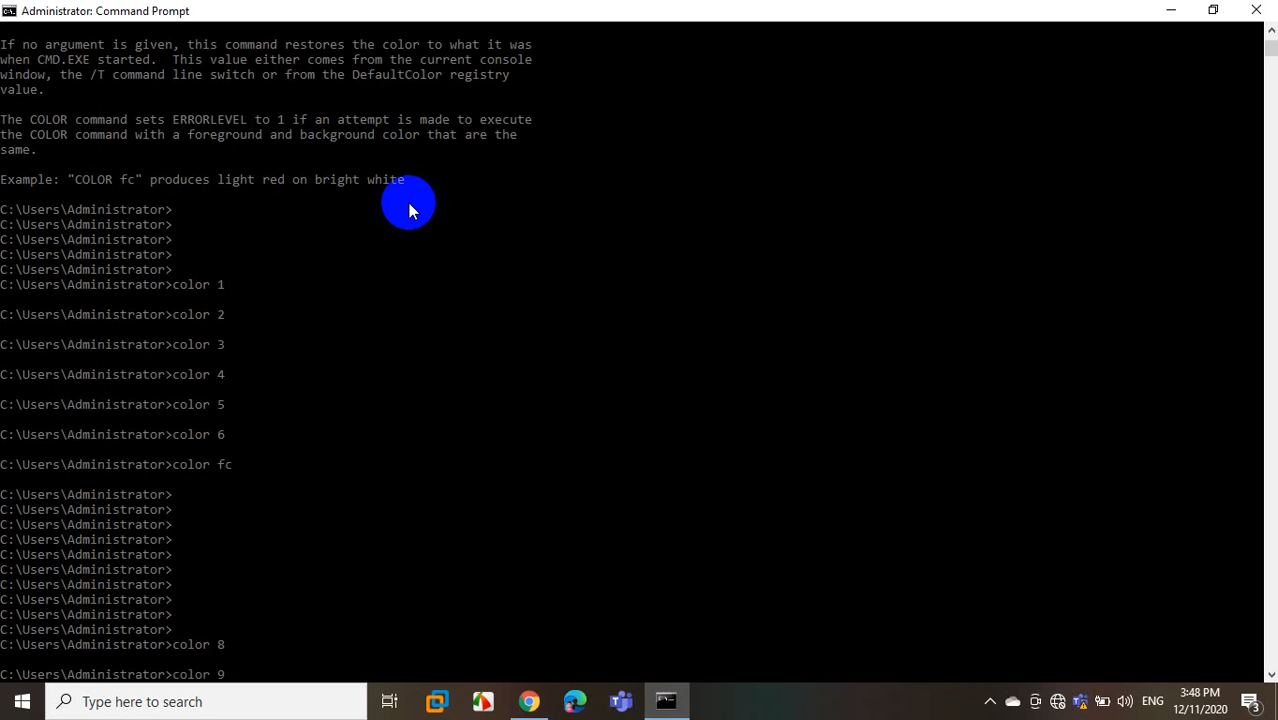 Administrator: Command Prompt
If no argument is given, this command restores the color to what it was
when CMD.EXE started.  This value either comes from the current console
window, the /T command line switch or from the DefaultColor registry
value.
The COLOR command sets ERRORLEVEL to 1 if an attempt is made to execute
the COLOR command with a foreground and background color that are the
same.
Example: "COLOR fc" produces light red on bright white
C:\Users\Administrator>
C:\Users\Administrator>
C:\Users\Administrator>
C:\Users\Administrator>
C:\Users\Administrator>
C:\Users\Administrator>color 1
C:\Users\Administrator>color 2
C:\Users\Administrator>color 3
C:\Users\Administrator>color 4
C:\Users\Administrator>color 5
C:\Users\Administrator>color 6
C:\Users\Administrator>color fc
C:\Users\Administrator>
C:\Users\Administrator>
C:\Users\Administrator>
C:\Users\Administrator>
C:\Users\Administrator>
C:\Users\Administrator>
C:\Users\Administrator>
C:\Users\Administrator>
C:\Users\Administrator>
C:\Users\Administrator>
C:\Users\Administrator>color 8
C:\Users\Administrator>color 9
Type here to search
ENG
3:48 PM
12/11/2020
3